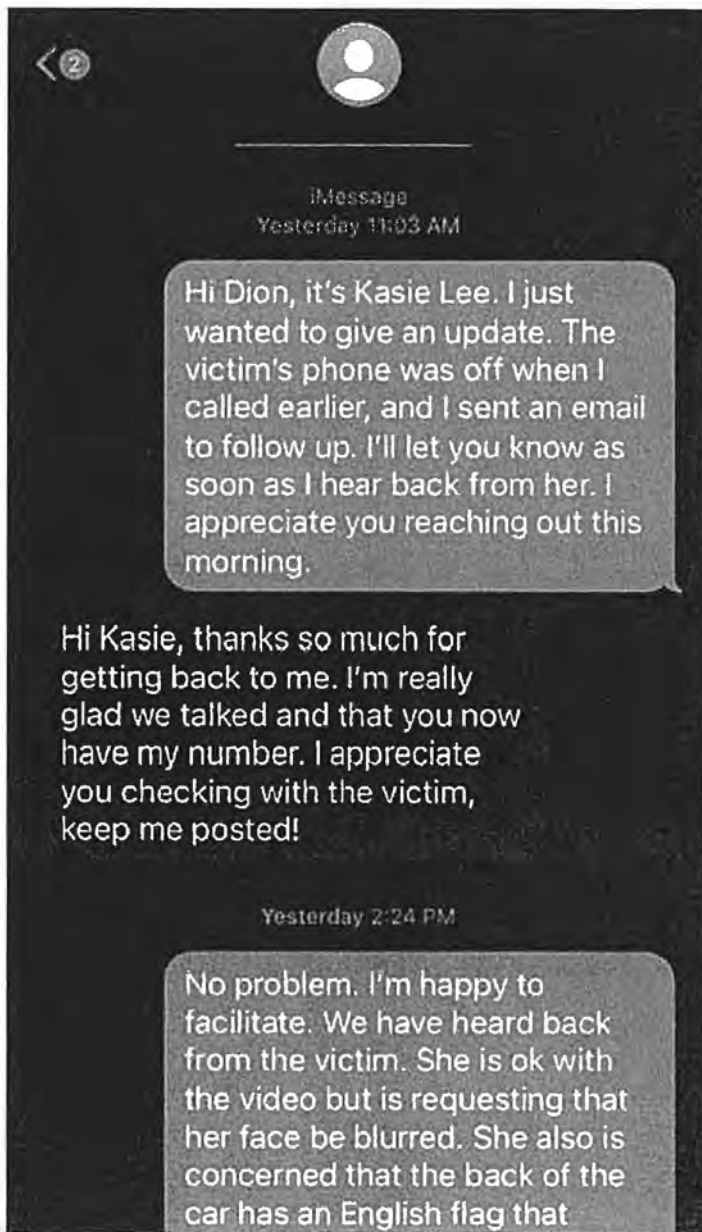 2
iMessage
Yesterday 11:03 AM
Hi Dion, it's Kasie Lee. I just
wanted to give an update. The
victim's phone was off when I
called earlier, and I sent an email
to follow up. I'll let you know as
soon as I hear back from her. I
appreciate you reaching out this
morning.
Hi Kasie, thanks so much for
getting back to me. I'm really
glad we talked and that you now
have my number. I appreciate
you checking with the victim,
keep me posted!
Yesterday 2:24 PM
No problem. I'm happy to
facilitate. We have heard back
from the victim. She is ok with
the video but is requesting that
her face be blurred. She also is
concerned that the back of the
car has an English flag that